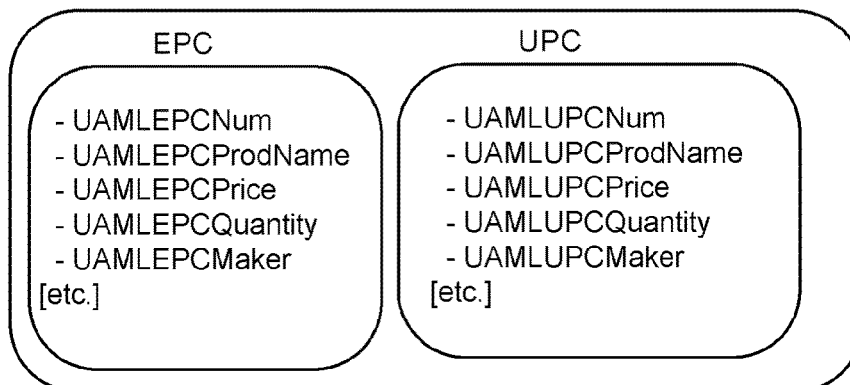 EPC
- UAMLEPCNum
- UAMLEPCProdName
- UAMLEPCPrice
- UAMLEPCQuantity
- UAMLEPCMaker
[etc.]
UPC
- UAMLUPCNum
- UAMLUPCProdName
- UAMLUPCPrice
- UAMLUPCQuantity
- UAMLUPCMaker
[etc.]